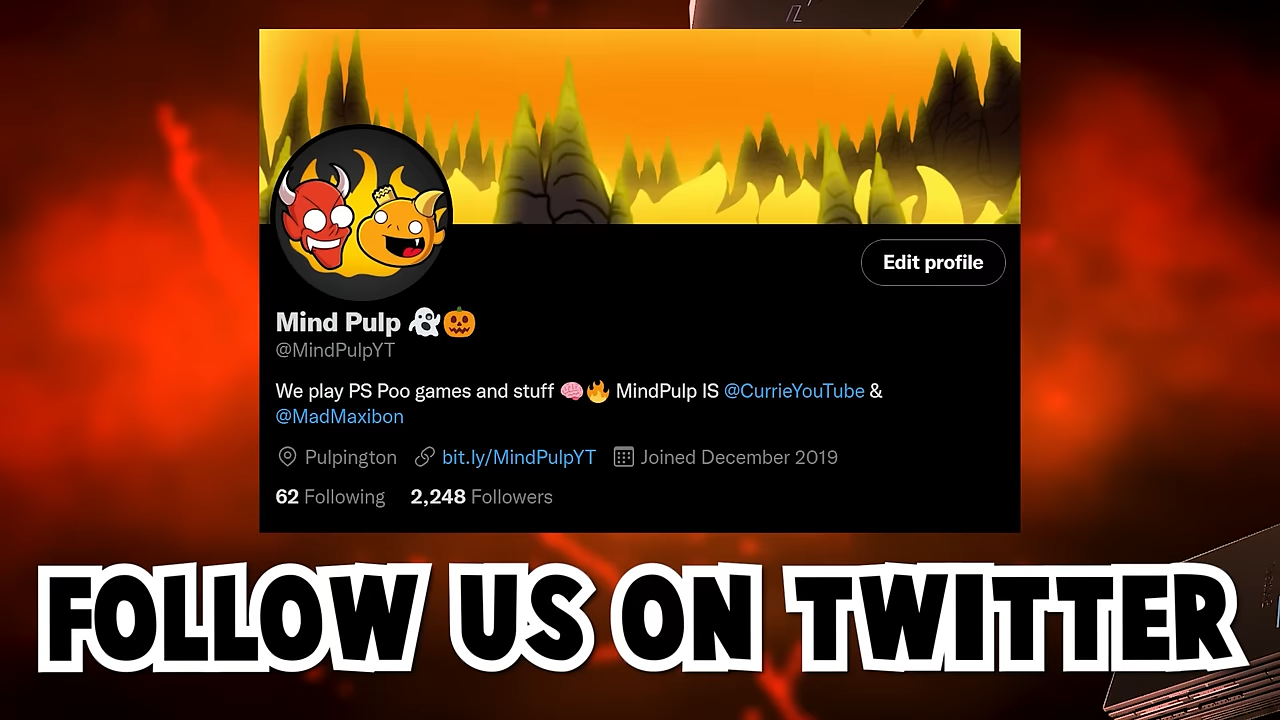 Edit profile
Mind Pulp 👻🎃
@MindPulpYT
We play PS Poo games and stuff 🧠🔥 MindPulp IS @CurrieYouTube &
@MadMaxibon
Pulpington bit.ly/MindPulpYT Joined December 2019
62 Following 2,248 Followers
FOLLOW US ON TWITTER